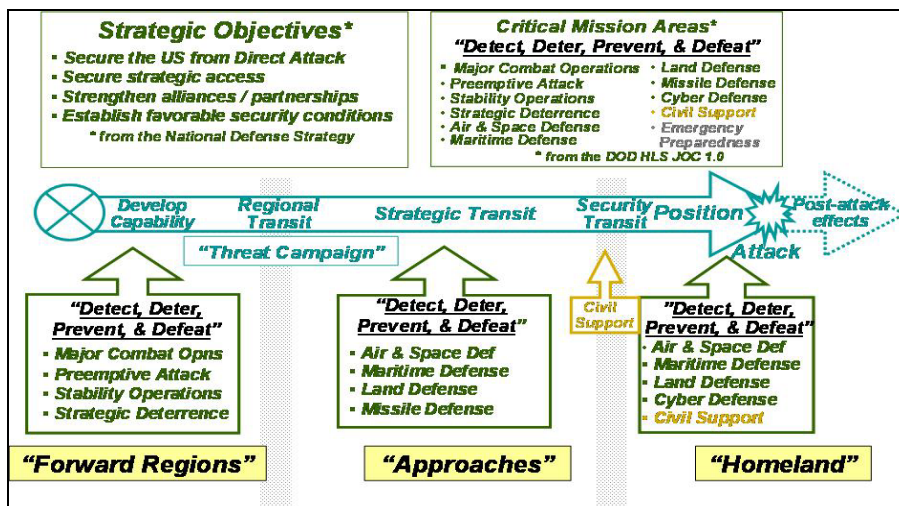 Strategic Objectives*
▪ Secure the US from Direct Attack
▪ Secure strategic access
▪ Strengthen alliances / partnerships
▪ Establish favorable security conditions
* from the National Defense Strategy
Critical Mission Areas*
“Detect, Deter, Prevent, & Defeat”
▪ Major Combat Operations
▪ Preemptive Attack
▪ Stability Operations
▪ Strategic Deterrence
▪ Air & Space Defense
▪ Maritime Defense
▪ Land Defense
▪ Missile Defense
▪ Cyber Defense
▪ Civil Support
▪ Emergency
Preparedness
* from the DOD HLS JOC 1.0
Develop
Capability
Regional
Transit
Strategic Transit
Security
Transit
Position
Attack
Post-attack
effects
“Threat Campaign”
“Detect, Deter,
Prevent, & Defeat”
▪ Major Combat Opns
▪ Preemptive Attack
▪ Stability Operations
▪ Strategic Deterrence
“Detect, Deter,
Prevent, & Defeat”
▪ Air & Space Def
▪ Maritime Defense
▪ Land Defense
▪ Missile Defense
Civil
Support
”Detect, Deter,
Prevent, & Defeat”
▪ Air & Space Def
▪ Maritime Defense
▪ Land Defense
▪ Cyber Defense
▪ Civil Support
“Forward Regions”
“Approaches”
“Homeland”